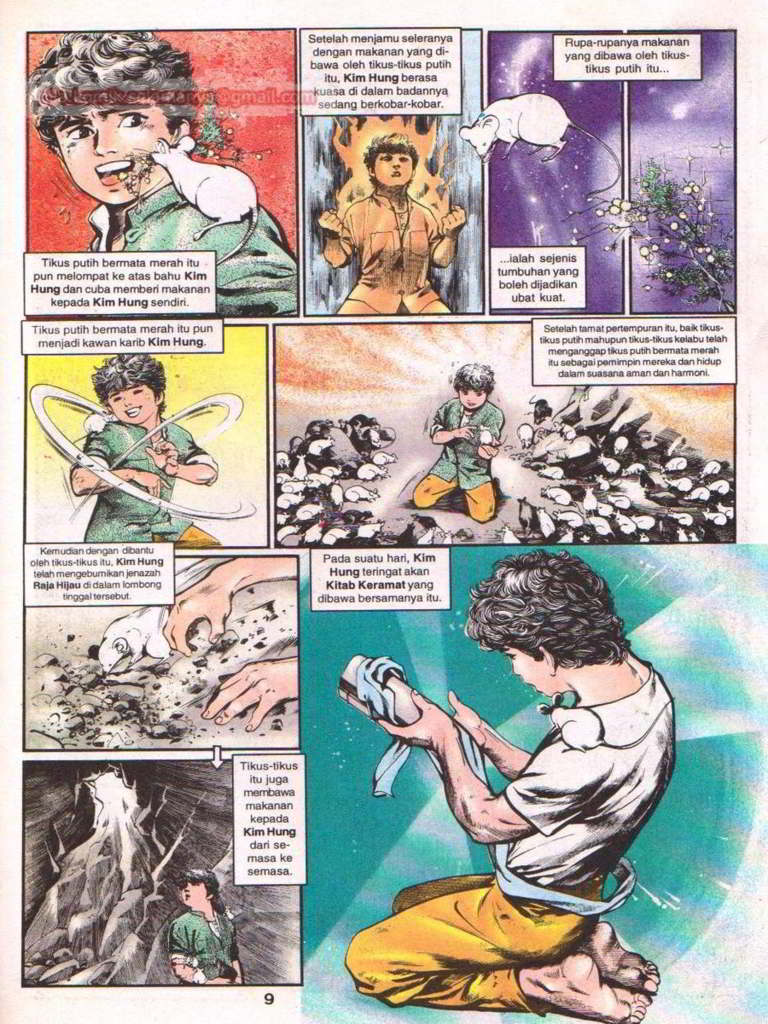 Tikus putih bermata merah itu
pun melompat ke atas bahu Kim
Hung dan cuba memberi makanan
kepada Kim Hung sendiri.
Setelah menjamu seleranya
dengan makanan yang di-
bawa oleh tikus-tikus putih
itu, Kim Hung berasa
kuasa di dalam badannya
sedang berkobar-kobar.
Rupa-rupanya makanan
yang dibawa oleh tikus-
tikus putih itu...
...ialah sejenis
tumbuhan yang
boleh dijadikan
ubat kuat.
Tikus putih bermata merah itu pun
menjadi kawan karib Kim Hung.
Setelah tamat pertempuran itu, baik tikus-
tikus putih mahupun tikus-tikus kelabu telah
menganggap tikus putih bermata merah
itu sebagai pemimpin mereka dan hidup
dalam suasana aman dan harmoni.
Kemudian dengan dibantu
oleh tikus-tikus itu, Kim Hung
telah mengebumikan jenazah
Raja Hijau di dalam lombong
tinggal tersebut.
Pada suatu hari, Kim
Hung teringat akan
Kitab Keramat yang
dibawa bersamanya itu.
Tikus-tikus
itu juga
membawa
makanan
kepada
Kim Hung
dari se-
masa ke
semasa.
9